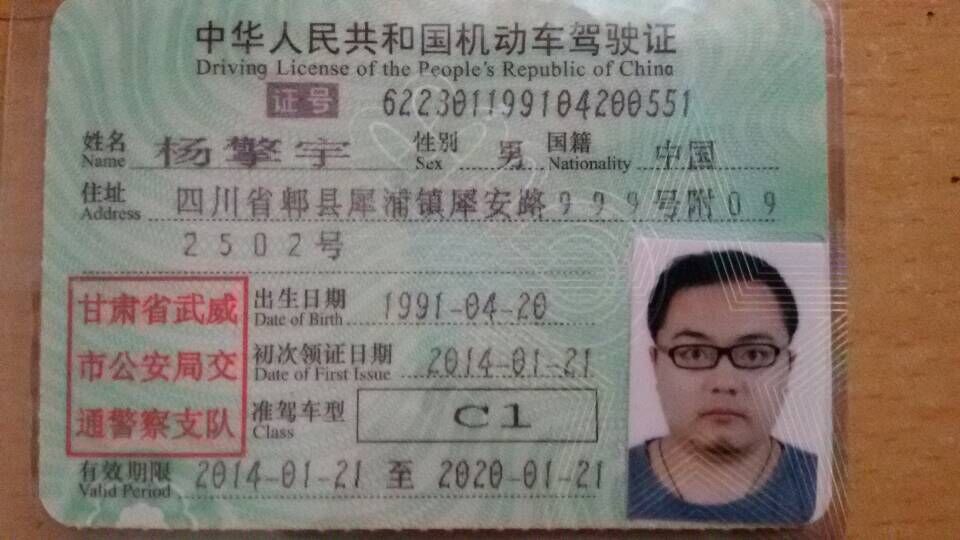 中华人民共和国机动车驾驶证
Driving License of the People's Republic of China
证号 622301199104200551
姓名 杨擎宇 性别 男 国籍 中国
Name Sex Nationality
住址 四川省郫县犀浦镇犀安路999号附09
Address
2502号
甘肃省武威
市公安局交
通警察支队
出生日期 1991-04-20
Date of Birth
初次领证日期 2014-01-21
Date of First Issue
准驾车型 C1
Class
有效期限 2014-01-21 至 2020-01-21
Valid Period